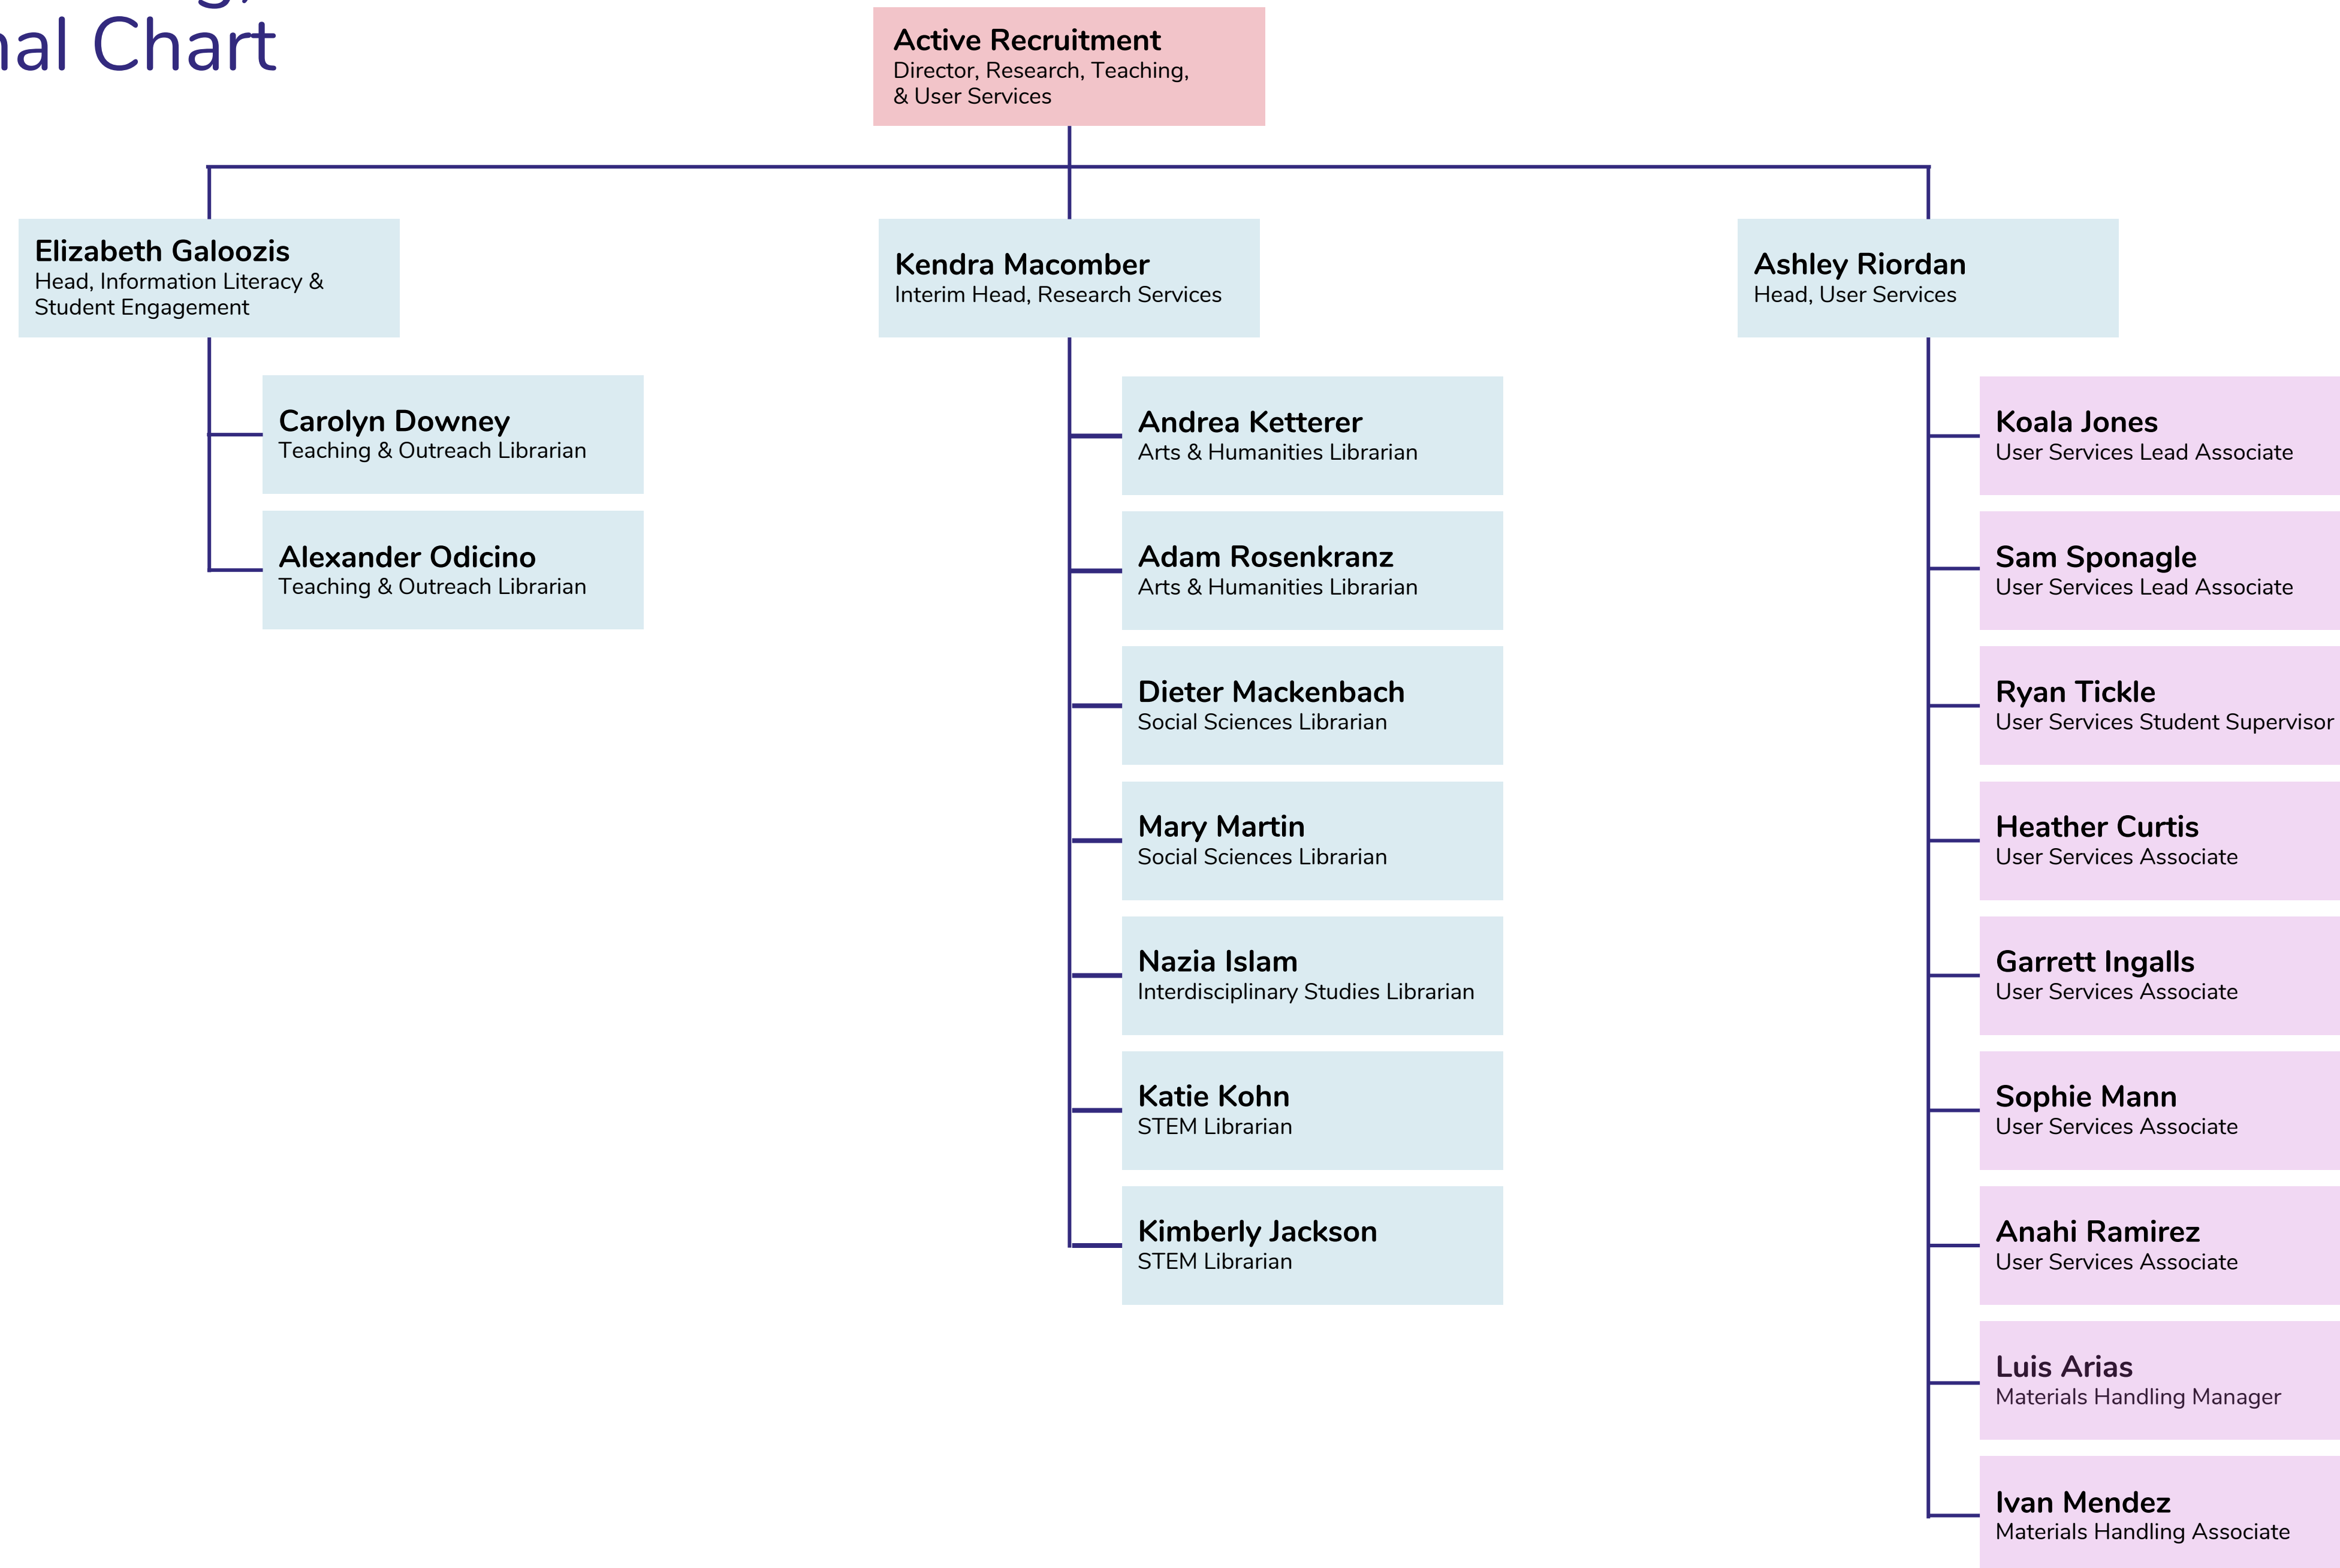 Chart
Active Recruitment
Director, Research, Teaching,
& User Services
Elizabeth Galoozis
Head, Information Literacy &
Student Engagement
Carolyn Downey
Teaching & Outreach Librarian
Alexander Odicino
Teaching & Outreach Librarian
Kendra Macomber
Interim Head, Research Services
Andrea Ketterer
Arts & Humanities Librarian
Adam Rosenkranz
Arts & Humanities Librarian
Dieter Mackenbach
Social Sciences Librarian
Mary Martin
Social Sciences Librarian
Nazia Islam
Interdisciplinary Studies Librarian
Katie Kohn
STEM Librarian
Kimberly Jackson
STEM Librarian
Ashley Riordan
Head, User Services
Koala Jones
User Services Lead Associate
Sam Sponagle
User Services Lead Associate
Ryan Tickle
User Services Student Supervisor
Heather Curtis
User Services Associate
Garrett Ingalls
User Services Associate
Sophie Mann
User Services Associate
Anahi Ramirez
User Services Associate
Luis Arias
Materials Handling Manager
Ivan Mendez
Materials Handling Associate